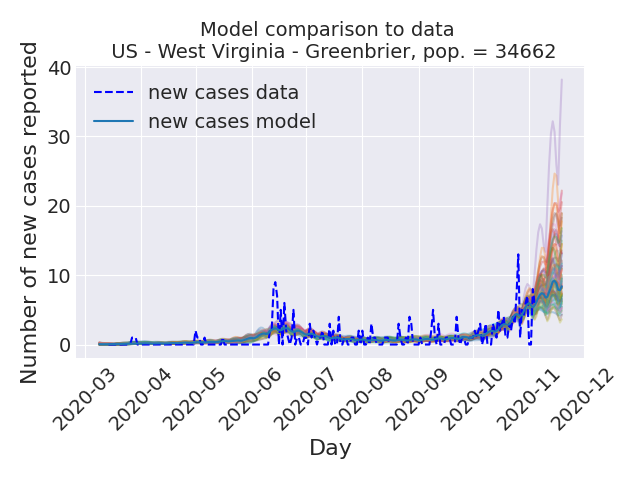 Model comparison to data
US - West Virginia - Greenbrier, pop. = 34662
Number of new cases reported
40
30
20
10
0
new cases data
new cases model
2020-03
2020-04
2020-05
2020-06
2020-07
2020-08
2020-09
2020-10
2020-11
2020-12
Day